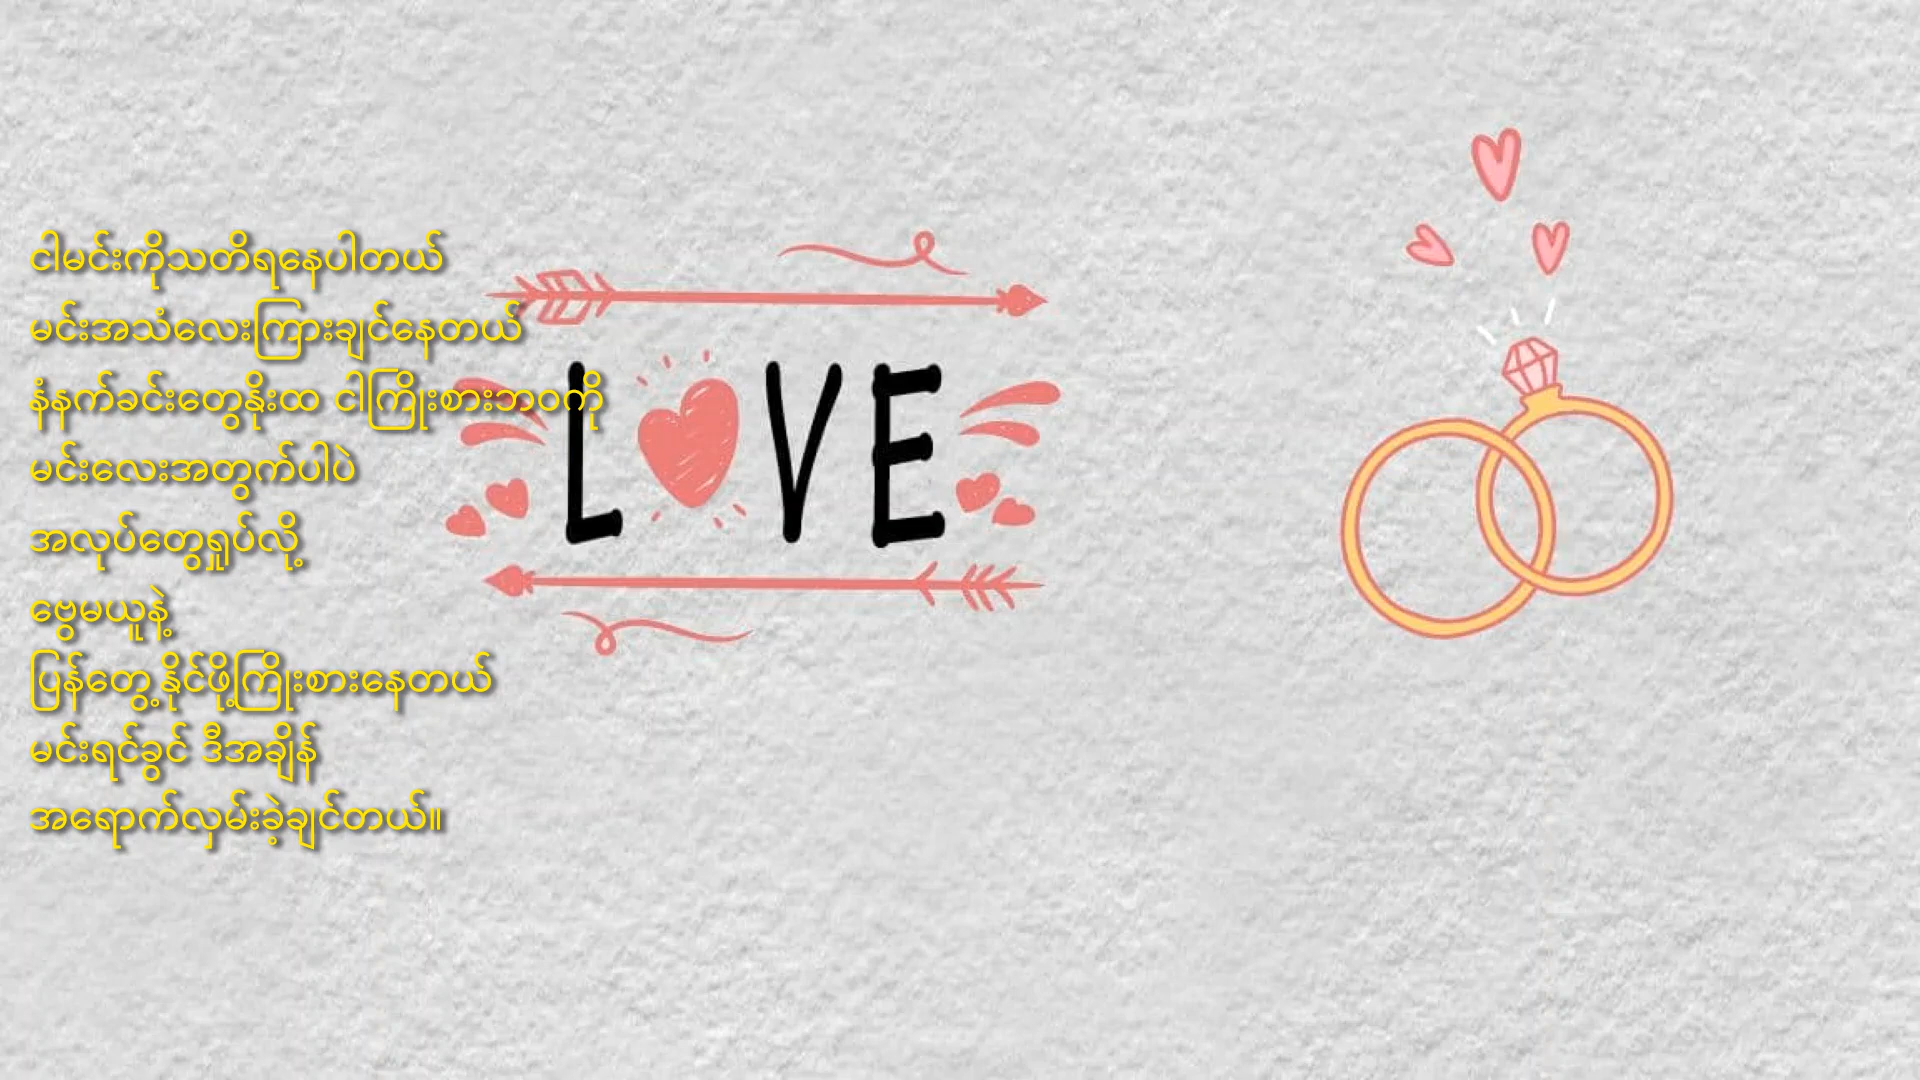 ငါမင်းကိုသတိရနေပါတယ်
မင်းအသံလေးကြားချင်နေတယ်
နံနက်ခင်းတွေနိုးထ ငါကြိုးစားဘဝကို
မင်းလေးအတွက်ပါပဲ
အလုပ်တွေရှုပ်လို့
ဗွေမယူနဲ့
ပြန်တွေ့နိုင်ဖို့ကြိုးစားနေတယ်
မင်းရင်ခွင် ဒီအချိန်
အရောက်လှမ်းခဲ့ချင်တယ်။
LOVE